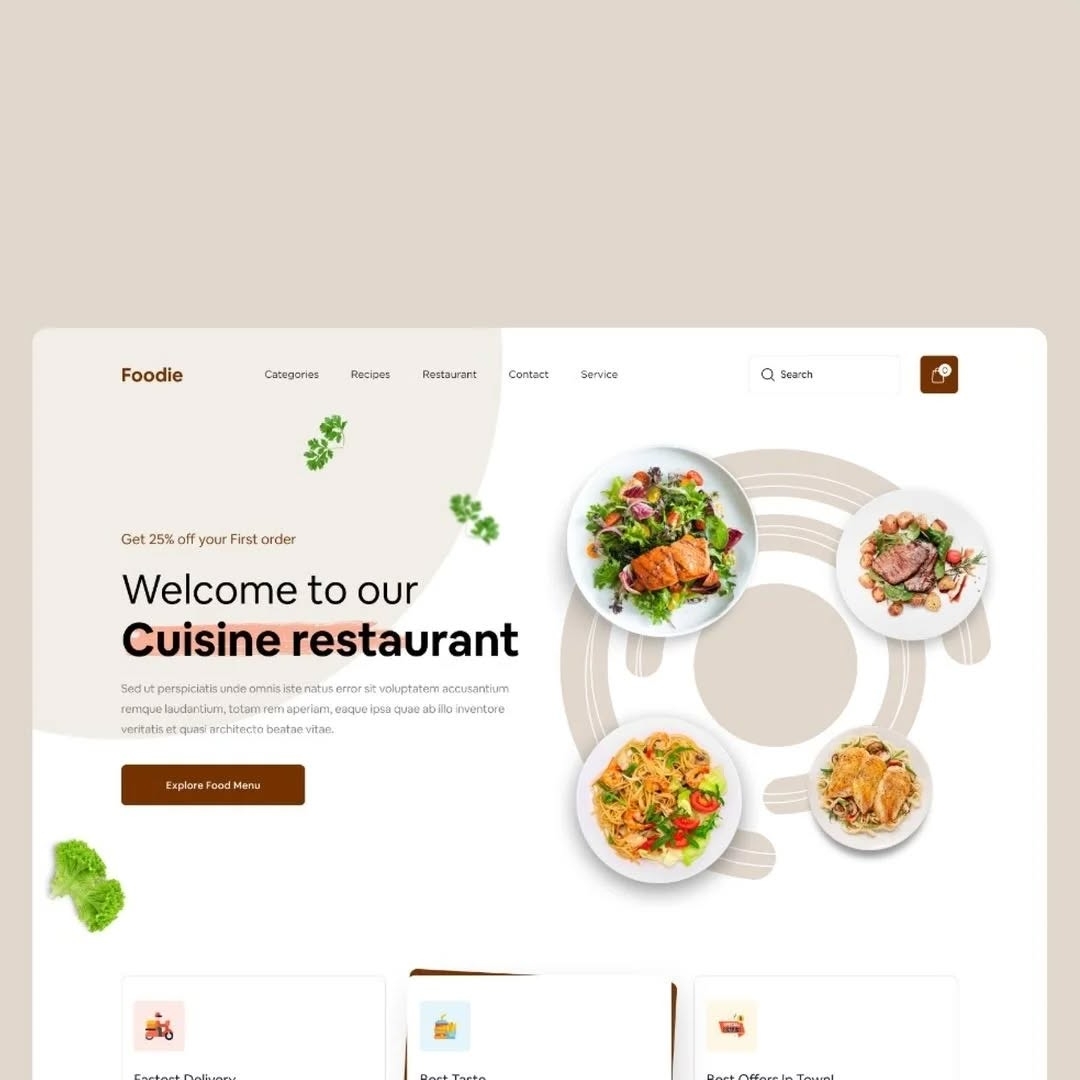 Foodie
Categories Recipes Restaurant Contact Service
Search
0
Get 25% off your First order
Welcome to our
Cuisine restaurant
Sed ut perspiciatis unde omnis iste natus error sit voluptatem accusantium
remque laudantium, totam rem aperiam, eaque ipsa quae ab illo inventore
veritatis et quasi architecto beatae vitae.
Explore Food Menu
Fastest Delivery
Best Taste
Best Offers In Town!